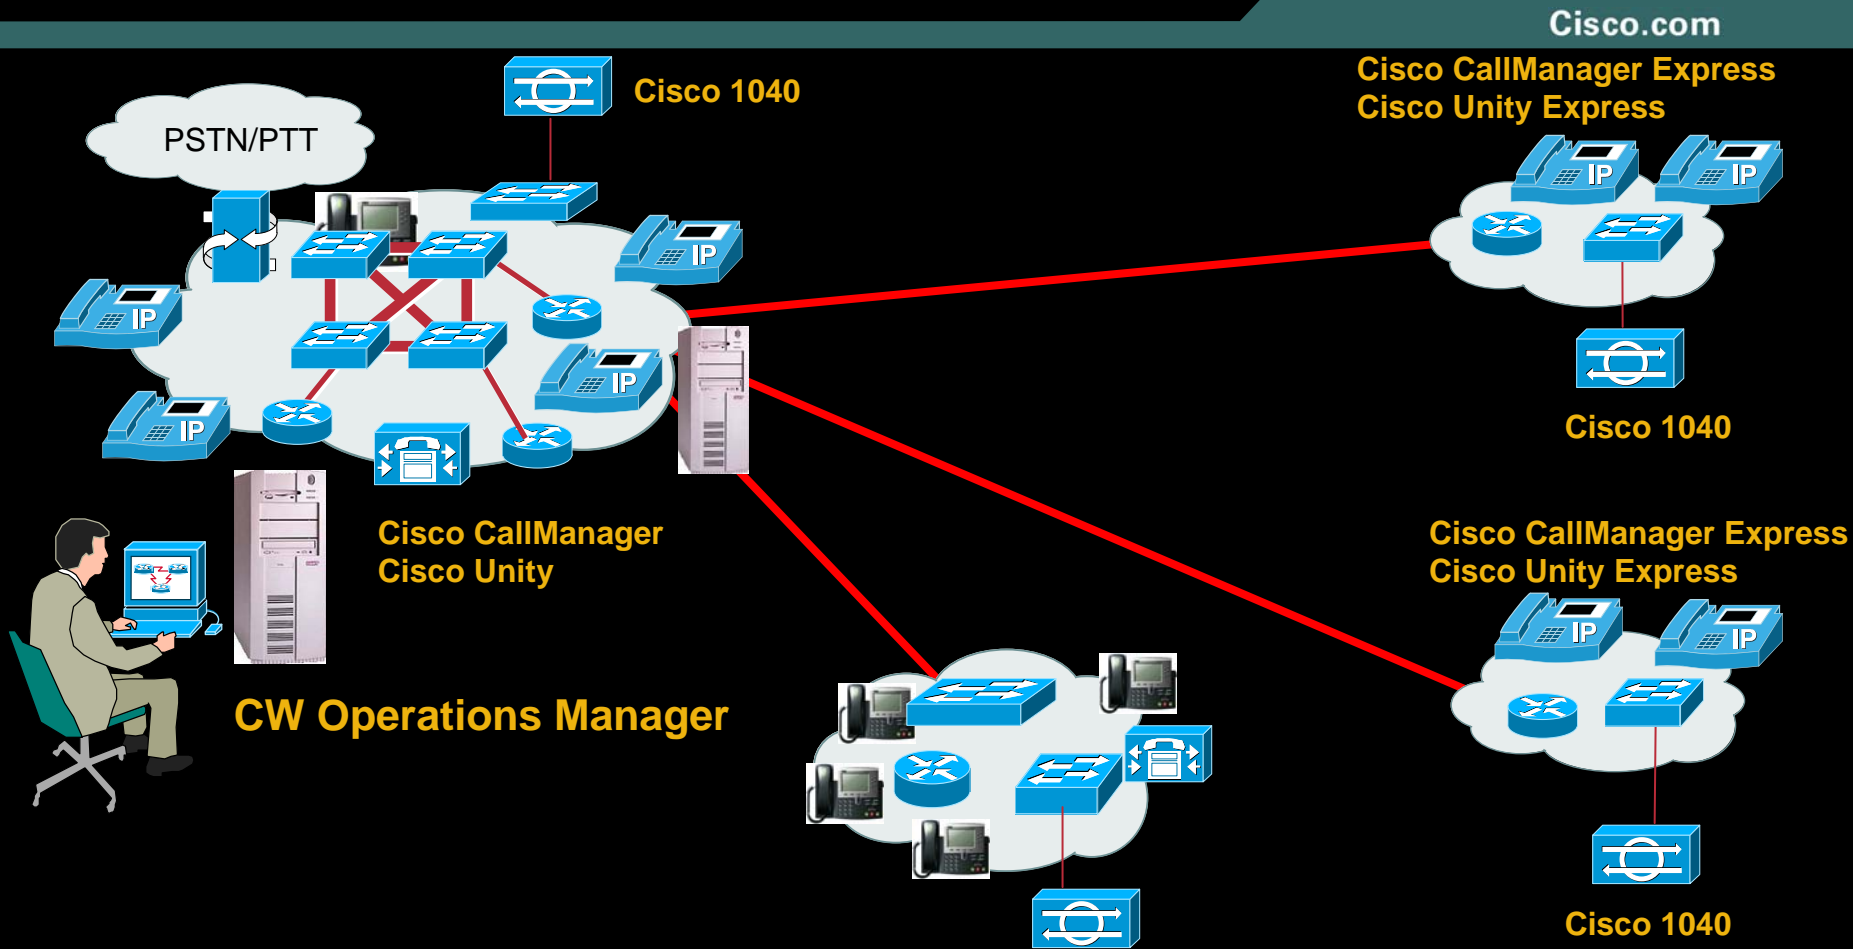 Cisco.com
Cisco 1040
PSTN/PTT
Cisco CallManager Express
Cisco Unity Express
IP
IP
IP
IP
IP
IP
Cisco 1040
Cisco CallManager
Cisco Unity
CW Operations Manager
Cisco CallManager Express
Cisco Unity Express
IP
IP
Cisco 1040